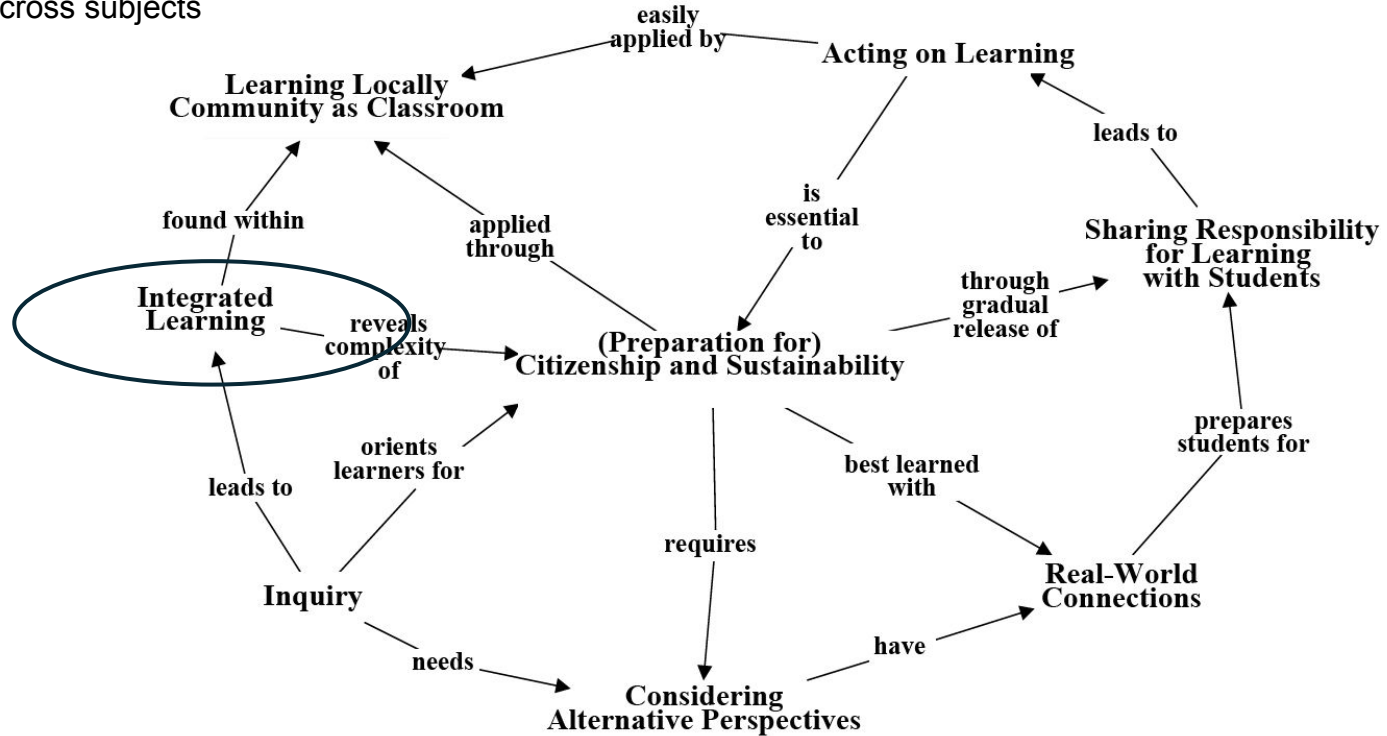 cross subjects
easily
applied by
Acting on Learning
Learning Locally
Community as Classroom
leads to
found within
applied
through
is
essential
to
Sharing Responsibility
for Learning
with Students
Integrated
Learning
through
gradual
release of
reveals
complexity
of
(Preparation for)
Citizenship and Sustainability
orients
learners for
prepares
students for
best learned
with
leads to
requires
Inquiry
Real-World
Connections
have
needs
Considering
Alternative Perspectives